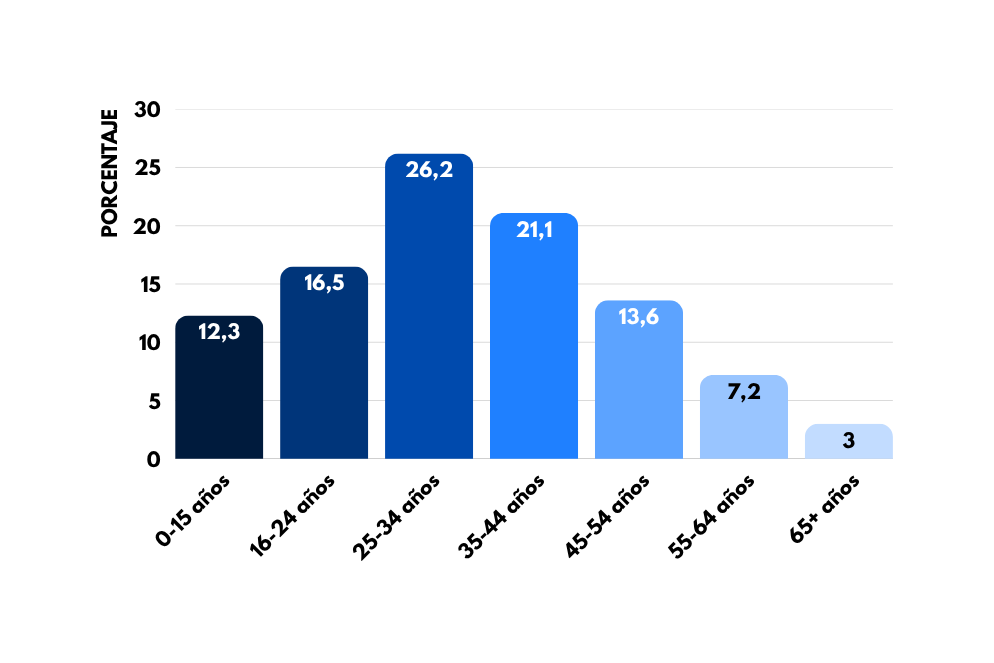 PORCENTAJE
30
25
20
15
10
5
0
12,3
16,5
26,2
21,1
13,6
7,2
3
0-15 años
16-24 años
25-34 años
35-44 años
45-54 años
55-64 años
65+ años